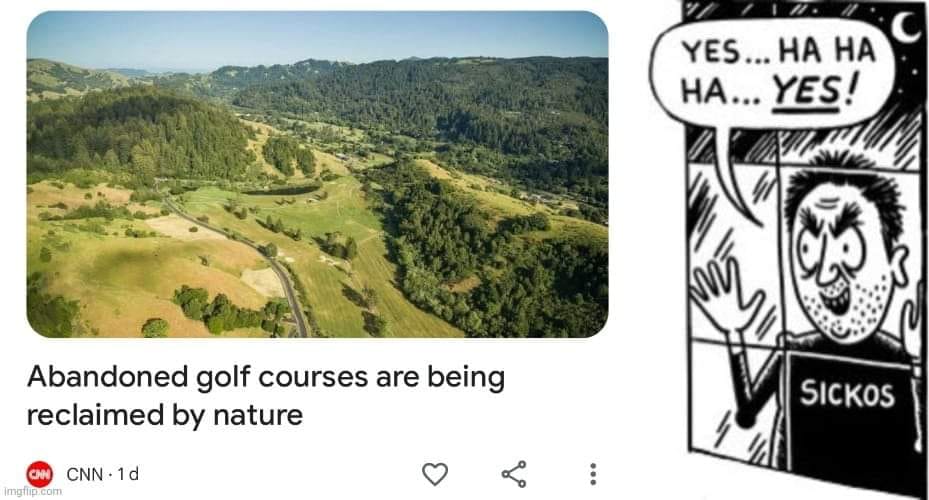 Abandoned golf courses are being
reclaimed by nature
CNN
CNN · 1 d
imgflip.com
YES... HA HA
HA... YES!
SICKOS